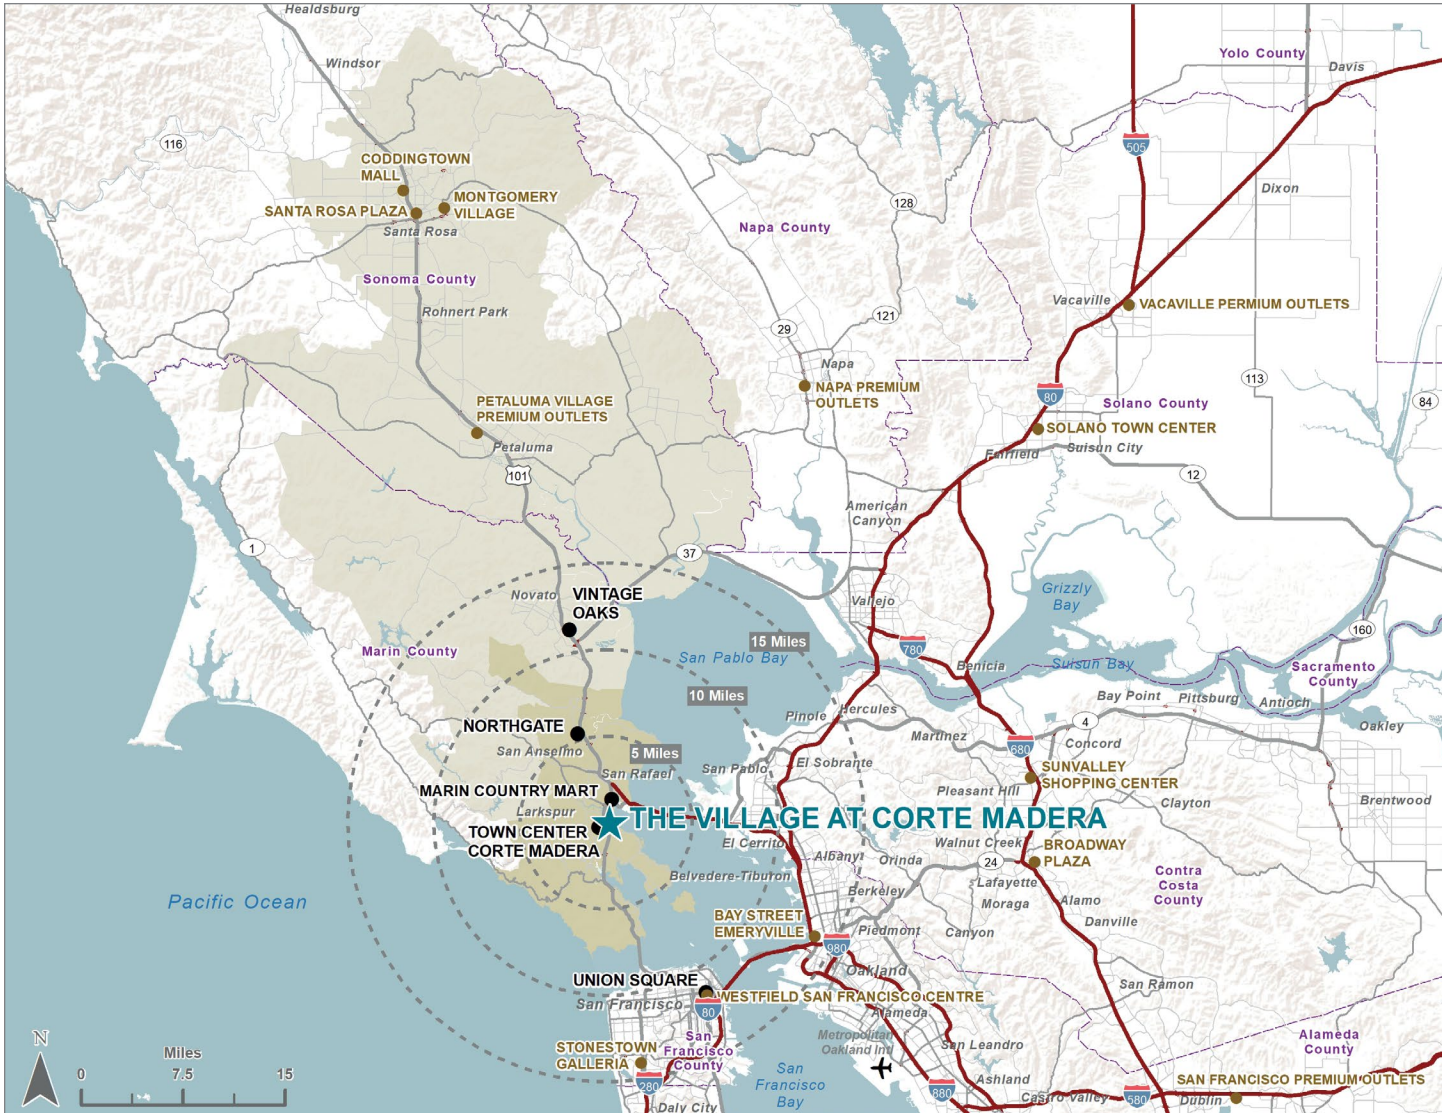 Healdsburg
Windsor
Yolo County
Davis
116
505
CODDINGTOWN
MALL
MONTGOMERY
VILLAGE
SANTA ROSA PLAZA
Santa Rosa
Dixon
128
Napa County
Sonoma County
Rohnert Park
Vacaville
VACAVILLE PERMIUM OUTLETS
121
29
Napa
NAPA PREMIUM
OUTLETS
113
80
Solano County
84
PETALUMA VILLAGE
PREMIUM OUTLETS
SOLANO TOWN CENTER
Petaluma
Fairfield
Suisun City
101
12
American
Canyon
1
37
Novato
VINTAGE
OAKS
Vallejo
Grizzly
Bay
160
15 Miles
780
Marin County
San Pablo Bay
Benicia
Suisun Bay
Sacramento
County
10 Miles
Bay Point
Pittsburg
Antioch
Pinole
Hercules
4
Oakley
NORTHGATE
Martinez
680
Concord
San Anselmo
5 Miles
San Rafael
San Pablo
El Sobrante
SUNVALLEY
SHOPPING CENTER
MARIN COUNTRY MART
Pleasant Hill
Clayton
Brentwood
Larkspur
THE VILLAGE AT CORTE MADERA
TOWN CENTER
CORTE MADERA
El Cerrito
Walnut Creek
BROADWAY
PLAZA
Albany
Orinda
24
Belvedere-Tiburon
Lafayette
Contra
Costa
County
Berkeley
Moraga
Alamo
Pacific Ocean
BAY STREET
EMERYVILLE
Piedmont
Canyon
Danville
980
Oakland
UNION SQUARE
San Francisco
WESTFIELD SAN FRANCISCO CENTRE
San Ramon
80
Alameda
Metropolitan
Oakland Intl
San
Francisco
County
San Leandro
Alameda
County
STONESTOWN
GALLERIA
N
Miles
0
7.5
15
San
Francisco
Bay
280
Daly City
Ashland
880
Castro Valley
580
Dublin
SAN FRANCISCO PREMIUM OUTLETS